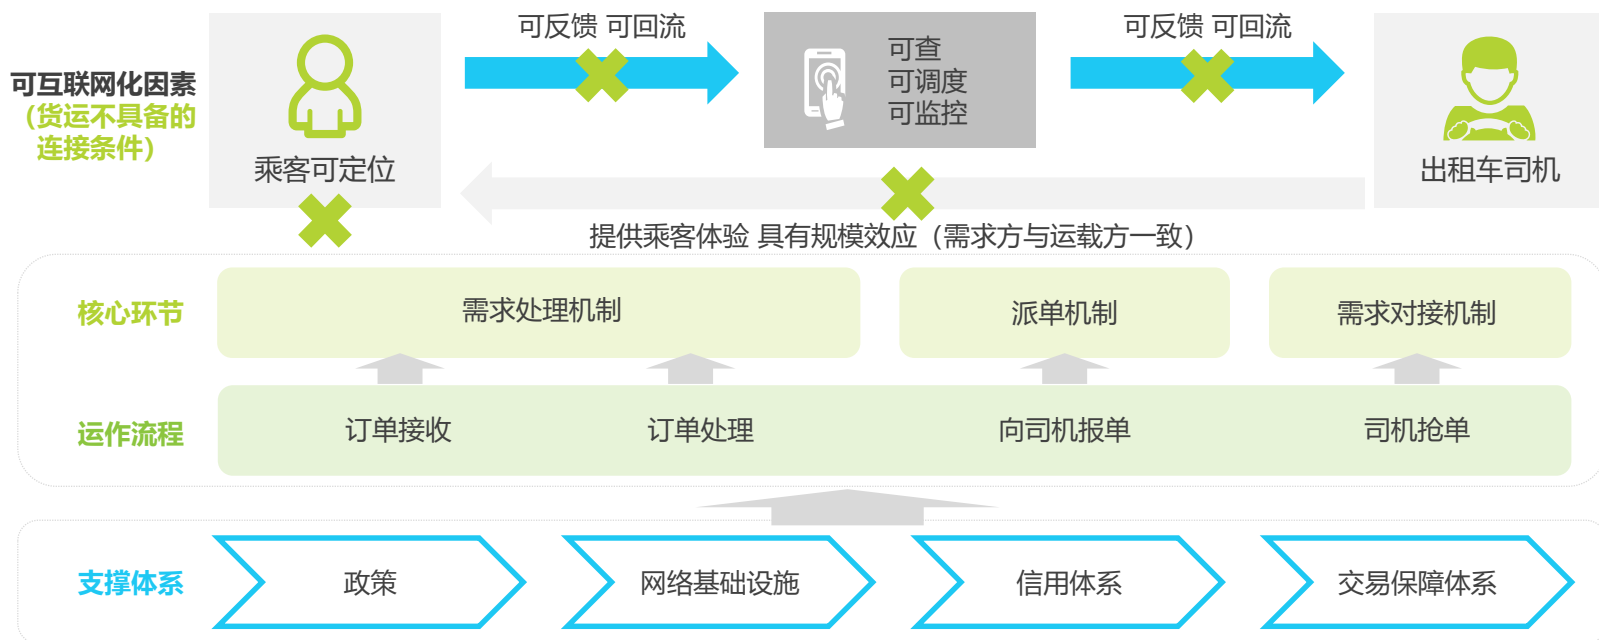 可反馈 可回流
可反馈 可回流
可互联网化因素
（货运不具备的
连接条件）
可查
可调度
可监控
乘客可定位
出租车司机
提供乘客体验 具有规模效应（需求方与运载方一致）
核心环节
需求处理机制
派单机制
需求对接机制
运作流程
订单接收
订单处理
向司机报单
司机抢单
支撑体系
政策
网络基础设施
信用体系
交易保障体系